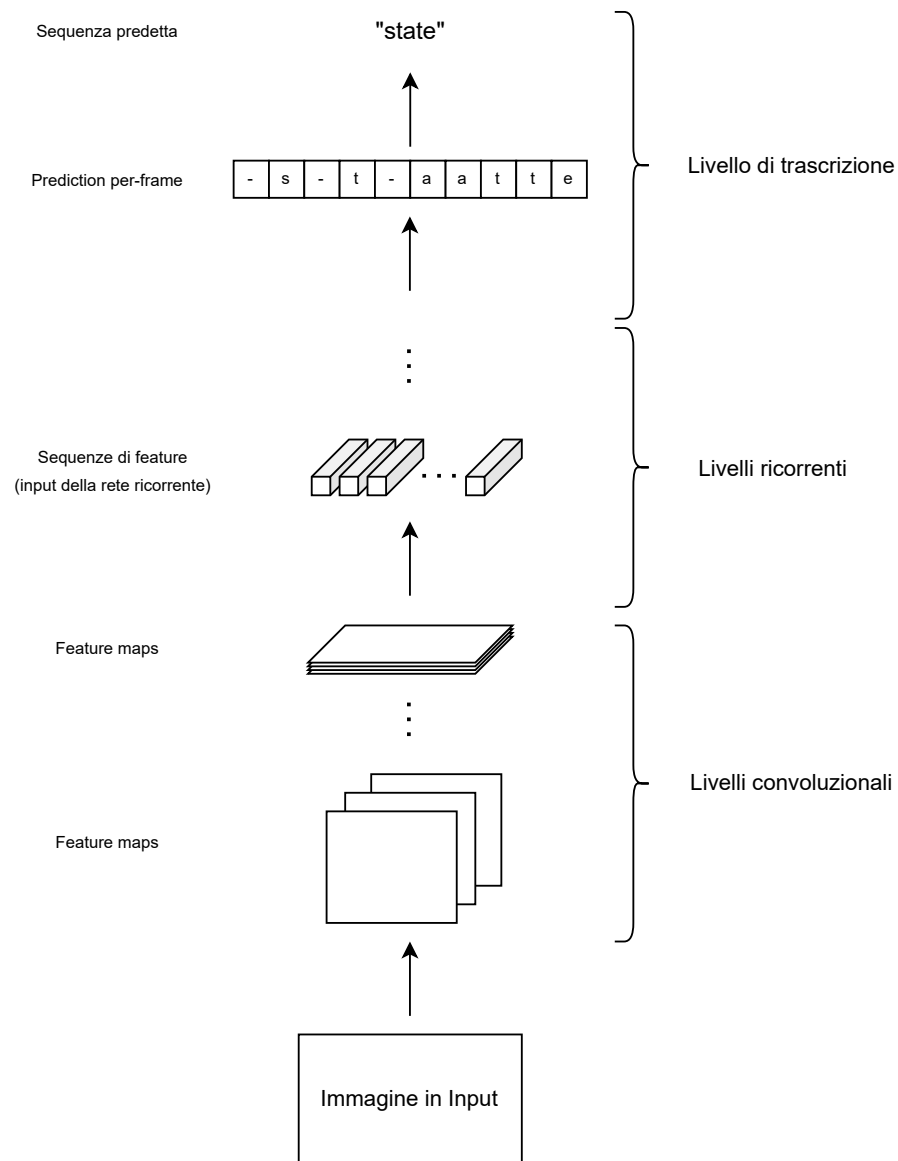 Sequenza predetta
"state"
Prediction per-frame
- s - t - a a t t e
Livello di trascrizione
Sequenze di feature
(input della rete ricorrente)
Livelli ricorrenti
Feature maps
Livelli convoluzionali
Feature maps
Immagine in Input